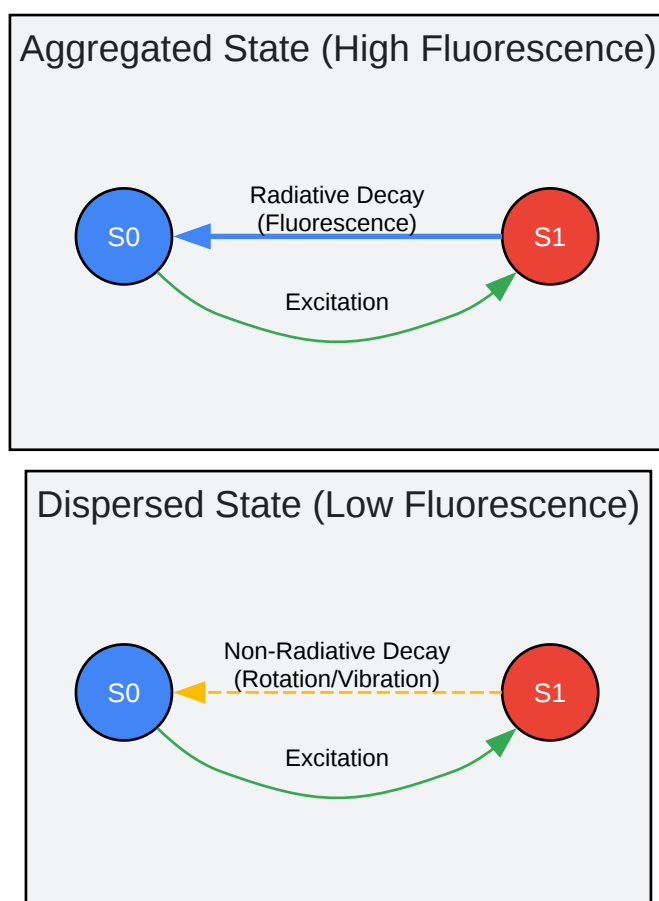 Aggregated State (High Fluorescence)
Radiative Decay
(Fluorescence)
S0
S1
Excitation
Dispersed State (Low Fluorescence)
Non-Radiative Decay
(Rotation/Vibration)
S0
S1
Excitation